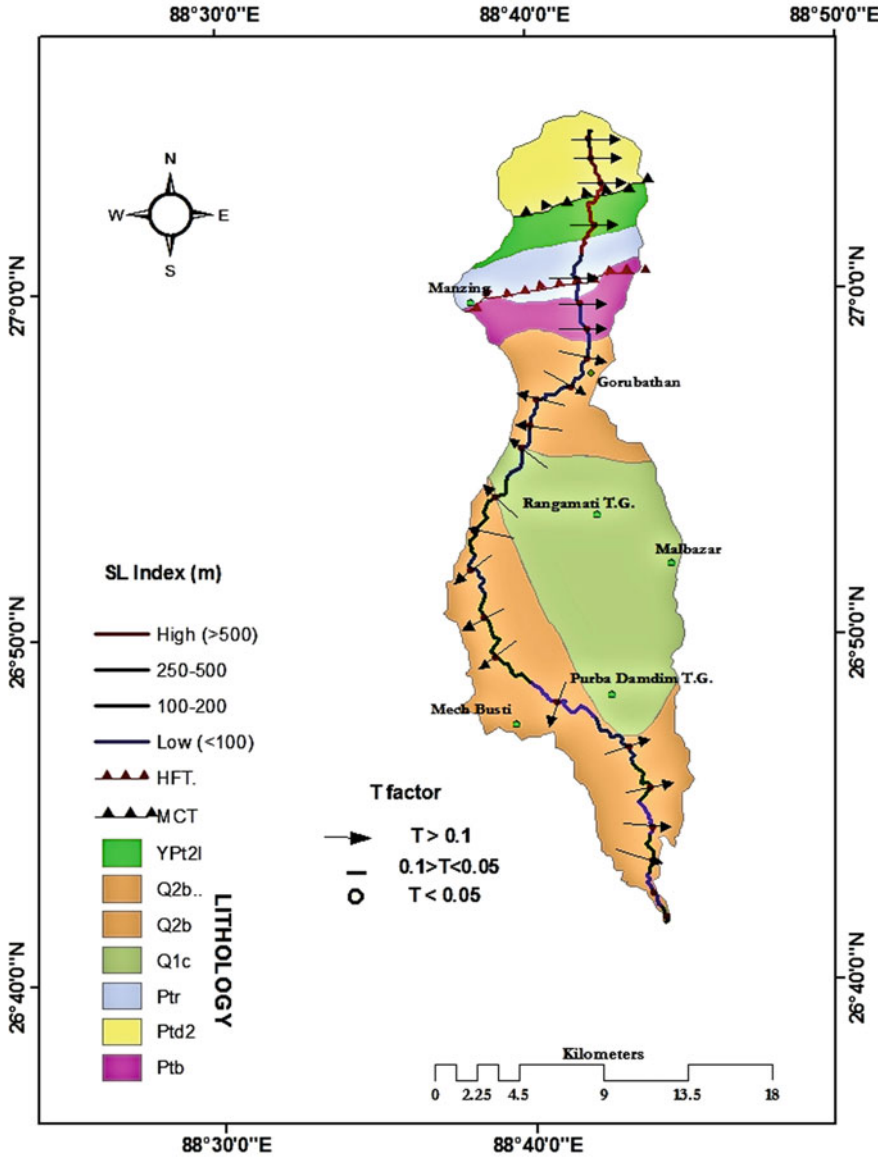 88°30'0"E 88°40'0"E 88°50'0"E
N
W E
S
27°0'0"N
27°0'0"N
Manzing
Gorubathan
Rangamati T.G.
Malbazar
SL Index (m)
High (>500)
250-500
100-200
Low (<100)
HFT.
MCT
26°50'0"N
26°50'0"N
Purba Damdim T.G.
Mech Busti
T factor
T > 0.1
0.1>T<0.05
T < 0.05
YPt2l
Q2b..
Q2b
Q1c
Ptr
Ptd2
Ptb
LITHOLOGY
26°40'0"N
26°40'0"N
Kilometers
0 2.25 4.5 9 13.5 18
88°30'0"E 88°40'0"E